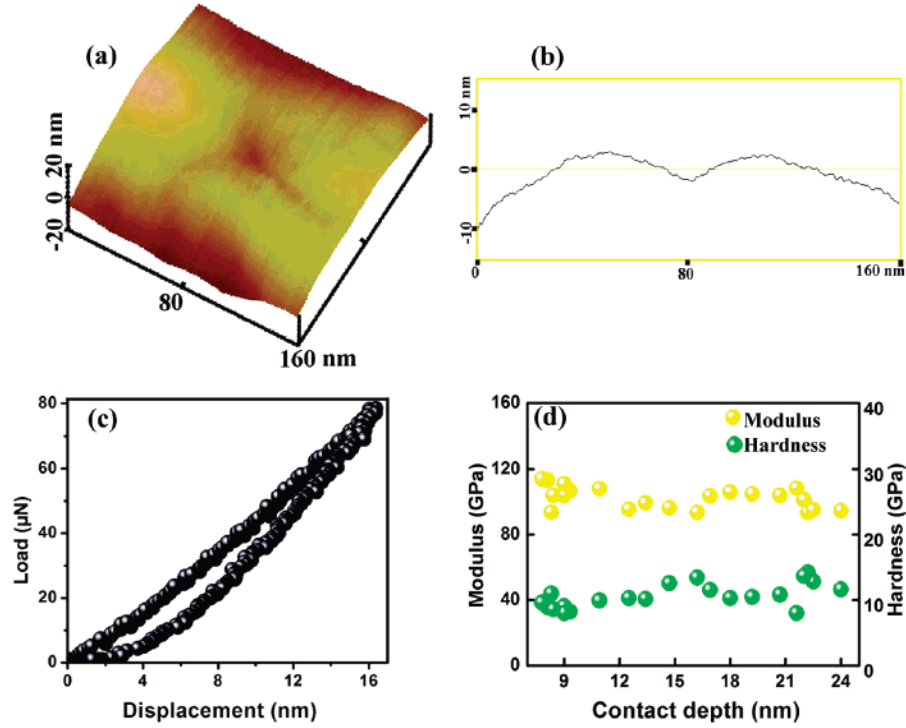 (a)
20 nm
0
-20
80
160 nm
(b)
10 nm
0
-10
0
80
160 nm
(c)
80
60
40
20
0
Load (µN)
0
4
8
12
16
Displacement (nm)
(d)
Modulus
Hardness
160
120
80
40
0
Modulus (GPa)
40
30
20
10
0
Hardness (GPa)
9
12
15
18
21
24
Contact depth (nm)